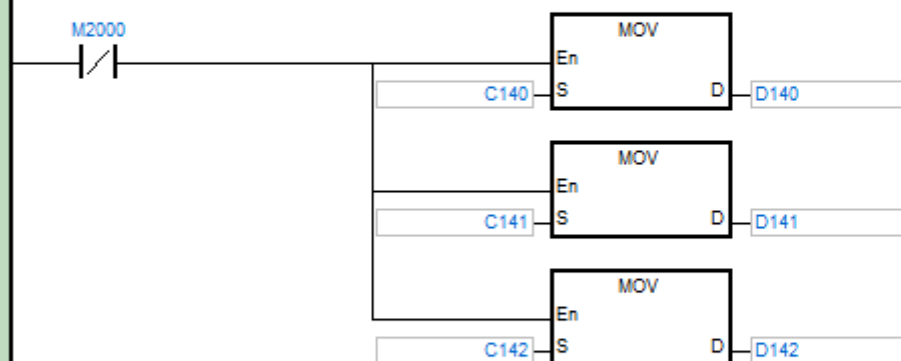 M2000
MOV
En
C140 S D D140
MOV
En
C141 S D D141
MOV
En
C142 S D D142